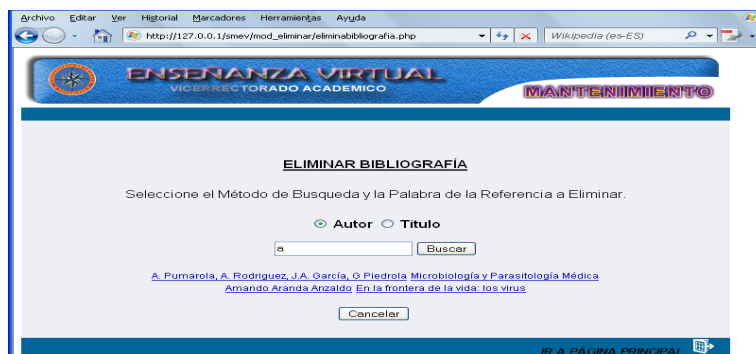 Archivo Editar Ver Historial Marcadores Herramientas Ayuda
http://127.0.0.1/smev/mod_eliminar/eliminabibliografia.php Wikipedia (es-ES)
ENSEÑANZA VIRTUAL
VICERRECTORADO ACADEMICO
MANTENIMIENTO
ELIMINAR BIBLIOGRAFÍA
Seleccione el Método de Busqueda y la Palabra de la Referencia a Eliminar.
Autor Titulo
a Buscar
A. Pumarola, A. Rodriguez, J.A. García, G Piedrola Microbiología y Parasitología Médica
Amando Aranda Anzaldo En la frontera de la vida: los virus
Cancelar
IR A PÁGINA PRINCIPAL